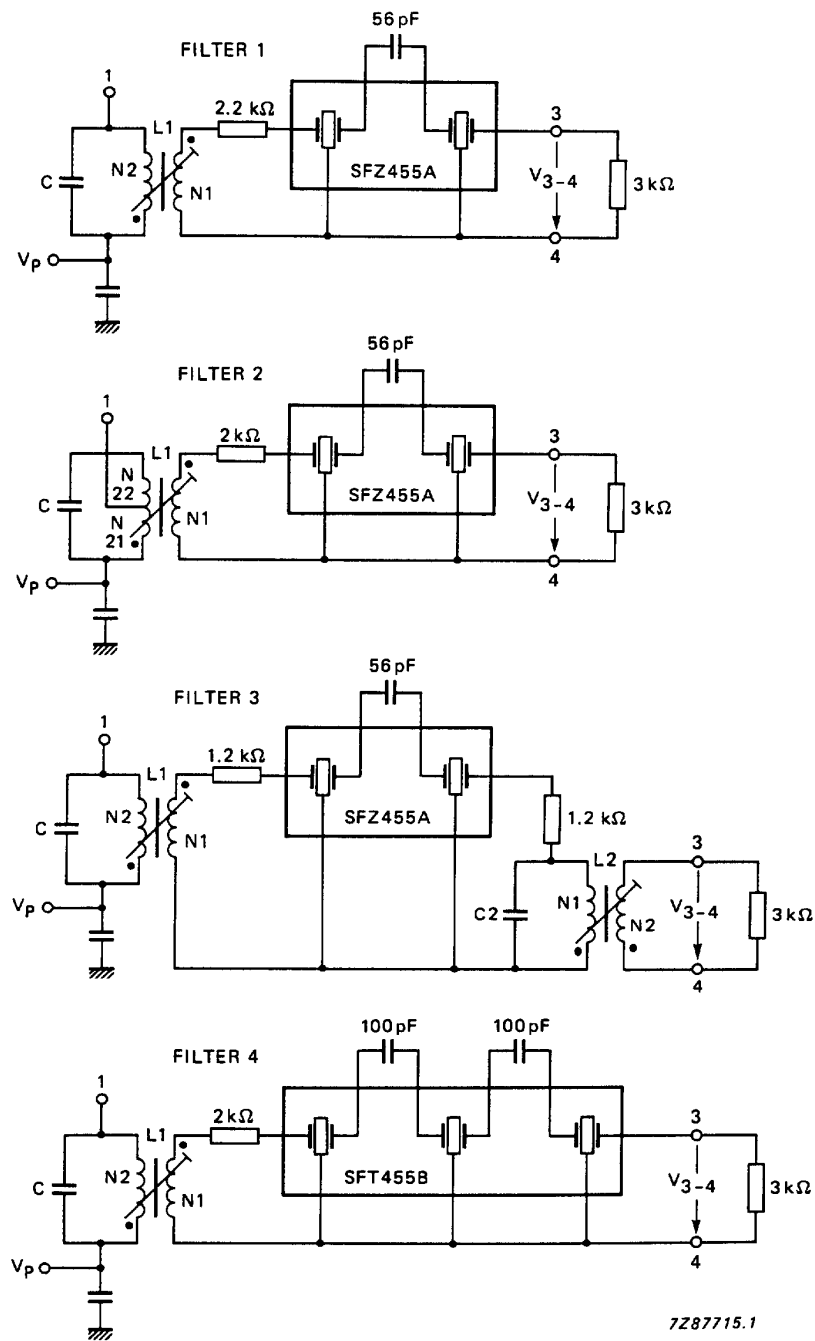 FILTER 1
56 pF
1
L1
2.2 kΩ
C
N2
N1
SFZ455A
3
V3-4
3 kΩ
4
VP
FILTER 2
56 pF
1
L1
2 kΩ
C
N
22
N
21
N1
SFZ455A
3
V3-4
3 kΩ
4
VP
FILTER 3
56 pF
1
L1
1.2 kΩ
C
N2
N1
SFZ455A
1.2 kΩ
L2
3
C2
N1
N2
V3-4
3 kΩ
4
VP
FILTER 4
100 pF
100 pF
1
L1
2 kΩ
C
N2
N1
SFT455B
3
V3-4
3 kΩ
4
VP
7Z87715.1